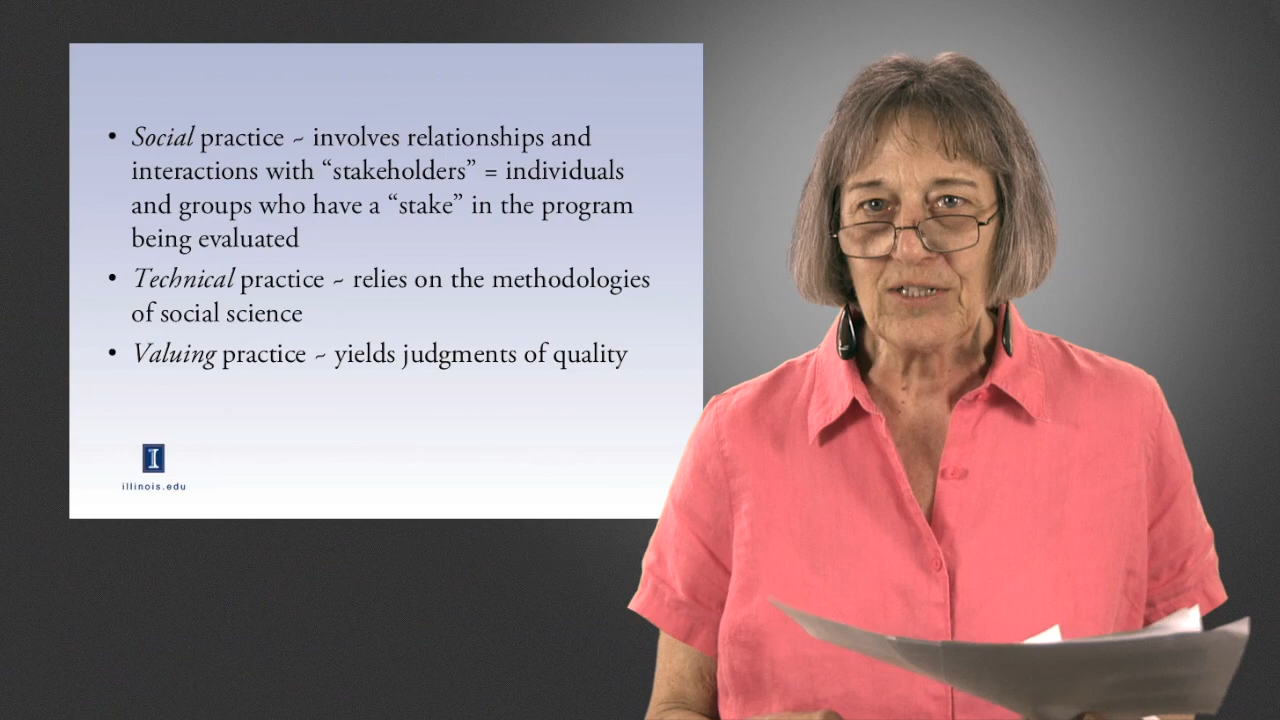 • Social practice ~ involves relationships and
interactions with “stakeholders” = individuals
and groups who have a “stake” in the program
being evaluated
• Technical practice ~ relies on the methodologies
of social science
• Valuing practice ~ yields judgments of quality
I
illinois.edu